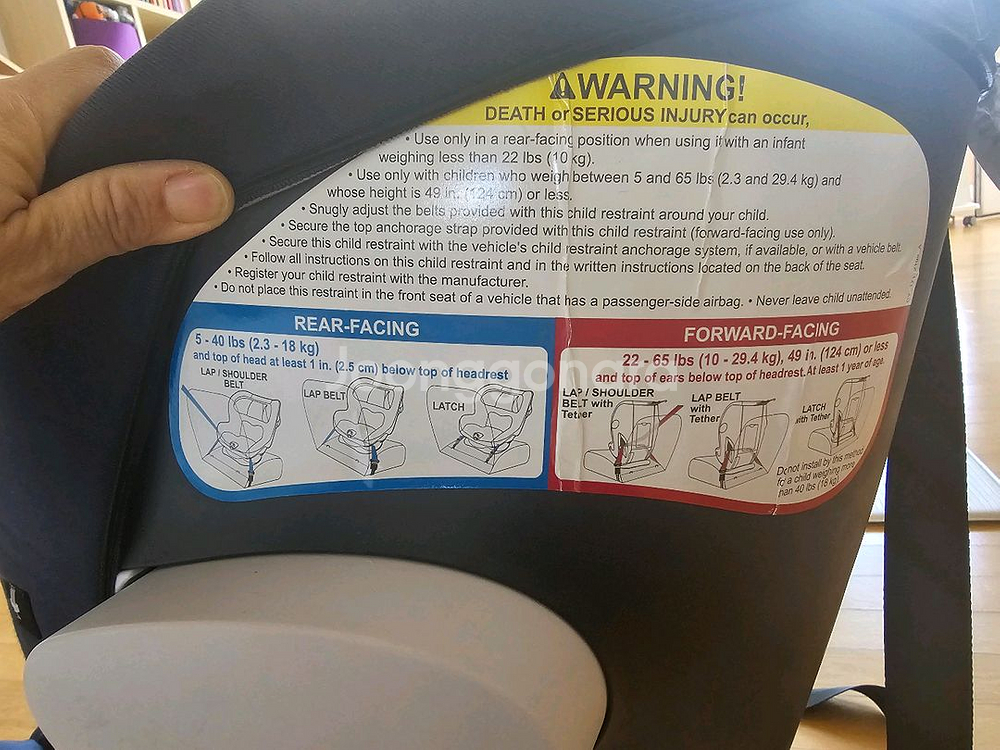 WARNING!
DEATH or SERIOUS INJURY can occur,
• Use only in a rear-facing position when using it with an infant
weighing less than 22 lbs (10 kg).
• Use only with children who weigh between 5 and 65 lbs (2.3 and 29.4 kg) and
whose height is 49 in. (124 cm) or less.
• Snugly adjust the belts provided with this child restraint around your child.
• Secure the top anchorage strap provided with this child restraint (forward-facing use only).
• Secure this child restraint with the vehicle's child restraint anchorage system, if available, or with a vehicle belt.
• Follow all instructions on this child restraint and in the written instructions located on the back of the seat.
• Register your child restraint with the manufacturer.
• Do not place this restraint in the front seat of a vehicle that has a passenger-side airbag. • Never leave child unattended.
REAR-FACING
5 - 40 lbs (2.3 - 18 kg)
and top of head at least 1 in. (2.5 cm) below top of headrest
LAP / SHOULDER
BELT
LAP BELT
LATCH
FORWARD-FACING
22 - 65 lbs (10 - 29.4 kg), 49 in. (124 cm) or less
and top of ears below top of headrest. At least 1 year of age.
LAP / SHOULDER
BELT with
Tether
LAP BELT
with
Tether
LATCH
with Tether
Do not install by this method
for a child weighing more
than 40 lbs (18 kg)
Joonggonara